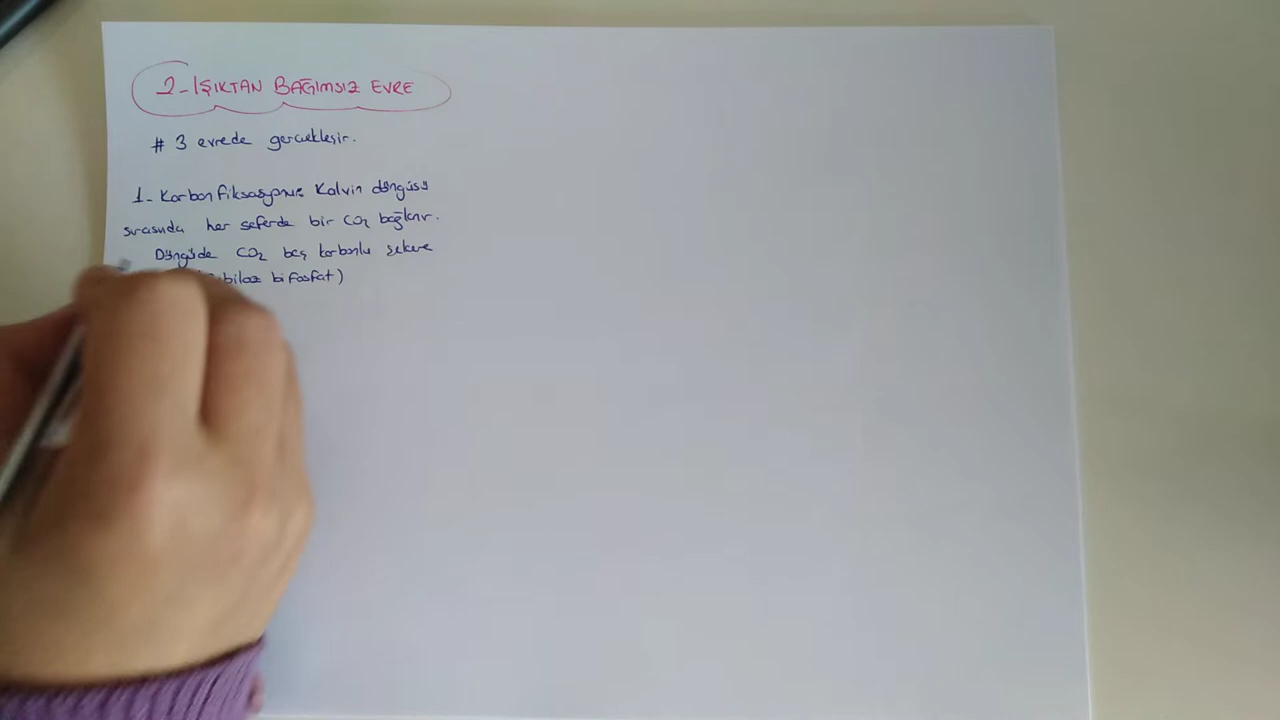 2-IŞIKTAN BAĞIMSIZ EVRE
# 3 evrede gerçekleşir.
1- Karbon fiksasyonu: Kalvin döngüsü
sırasında her seferde bir CO2 bağlanır.
Döngüde CO2 beş karbonlu şekere
bifosfat)